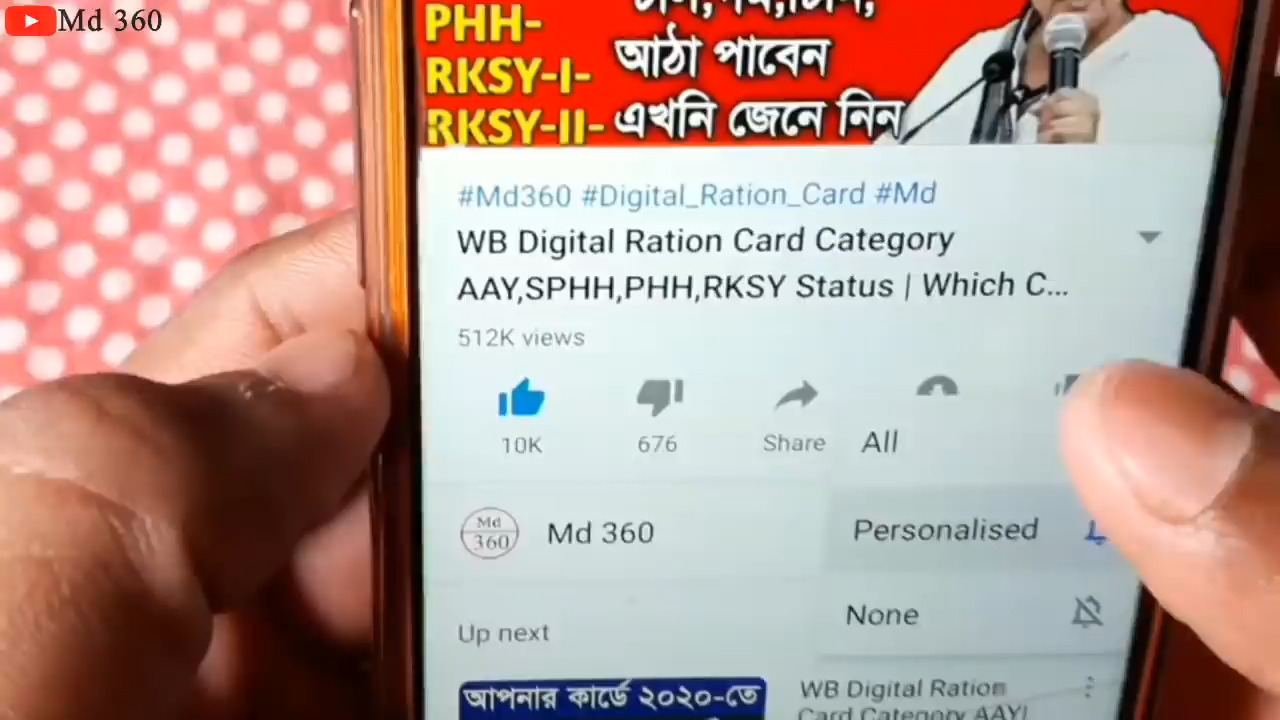 Md 360
PHH-
RKSY-I-
আঠা পাবেন
RKSY-II-
এখনি জেনে নিন
#Md360 #Digital_Ration_Card #Md
WB Digital Ration Card Category
AAY,SPHH,PHH,RKSY Status | Which C...
512K views
10K
676
Share
All
Md
360
Md 360
Personalised
None
Up next
আপনার কার্ডে ২০২০-তে
WB Digital Ration
Card Category AAY|